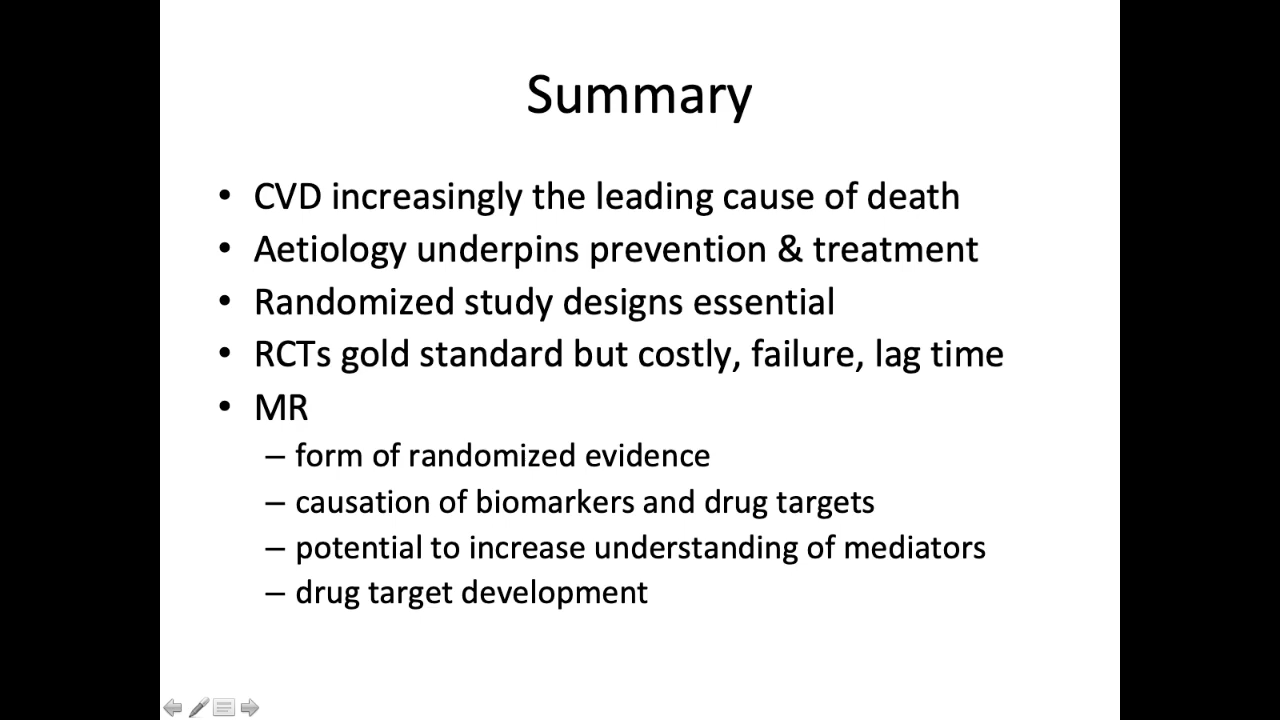 Summary
• CVD increasingly the leading cause of death
• Aetiology underpins prevention & treatment
• Randomized study designs essential
• RCTs gold standard but costly, failure, lag time
• MR
– form of randomized evidence
– causation of biomarkers and drug targets
– potential to increase understanding of mediators
– drug target development